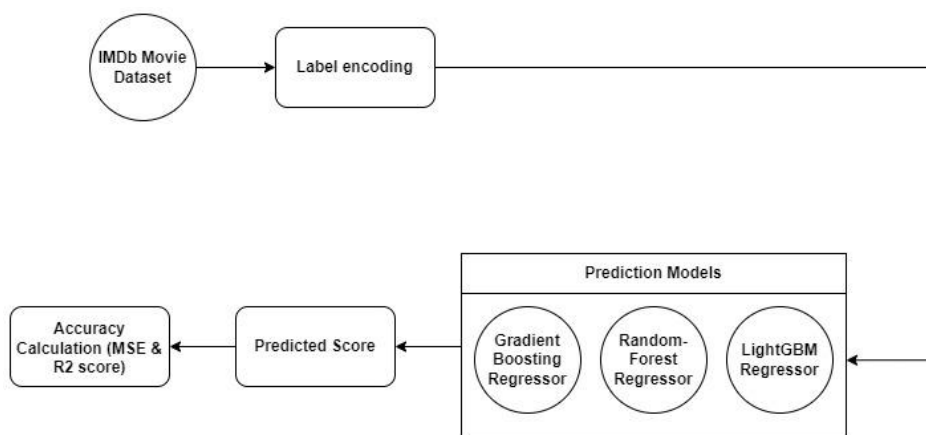 IMDb Movie
Dataset
Label encoding
Prediction Models
Gradient
Boosting
Regressor
Random-
Forest
Regressor
LightGBM
Regressor
Predicted Score
Accuracy
Calculation (MSE &
R2 score)